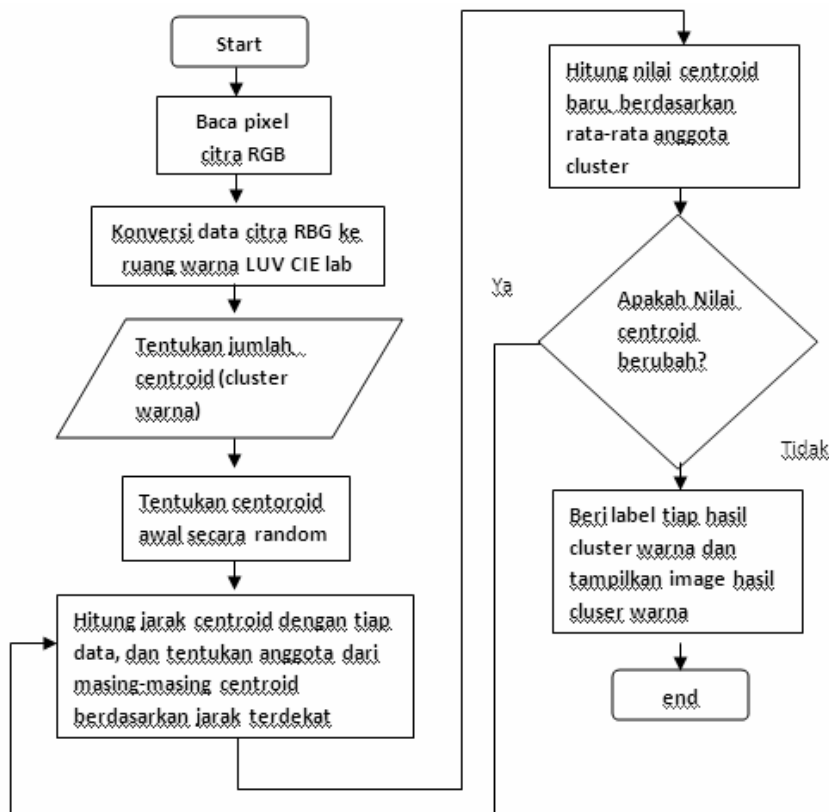 Start
Baca pixel
citra RGB
Konversi data citra RBG ke
ruang warna LUV CIE lab
Tentukan jumlah
centroid (cluster
warna)
Tentukan centoroid
awal secara random
Hitung jarak centroid dengan tiap
data, dan tentukan anggota dari
masing-masing centroid
berdasarkan jarak terdekat
Hitung nilai centroid
baru berdasarkan
rata-rata anggota
cluster
Ya
Apakah Nilai
centroid
berubah?
Tidak
Beri label tiap hasil
cluster warna dan
tampilkan image hasil
cluser warna
end